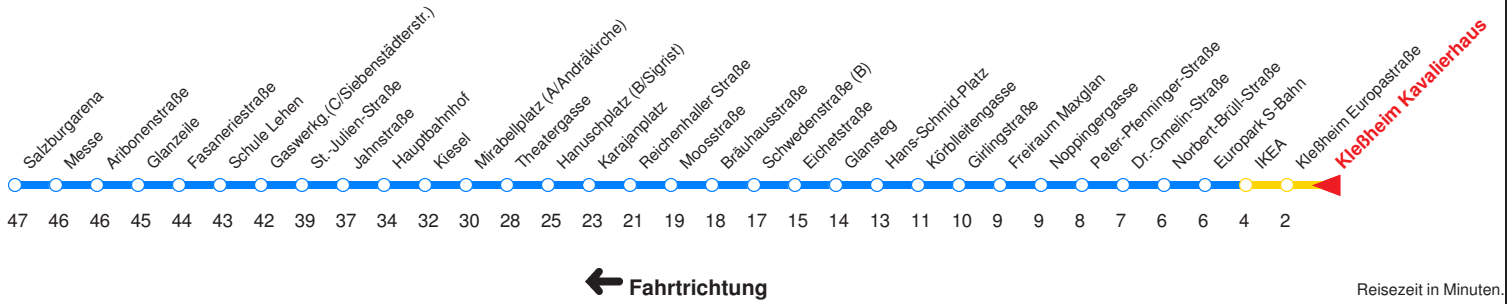 Salzburgarena
Messe
Aribonenstraße
Glanzeile
Fasaneriestraße
Schule Lehen
Gaswerkg.(C/Siebenstädterstr.)
St.-Julien-Straße
Jahnstraße
Hauptbahnhof
Kiesel
Mirabellplatz (A/Andräkirche)
Theatergasse
Hanuschplatz (B/Sigrist)
Karajanplatz
Reichenhaller Straße
Moosstraße
Bräuhausstraße
Schwedenstraße (B)
Eichetstraße
Glansteg
Hans-Schmid-Platz
Körbleitengasse
Girlingstraße
Freiraum Maxglan
Noppingergasse
Peter-Pfenninger-Straße
Dr.-Gmelin-Straße
Norbert-Brüll-Straße
Europark S-Bahn
IKEA
Kleßheim Europastraße
Kleßheim Kavalierhaus
47 46 46 45 44 43 42 39 37 34 32 30 28 25 23 21 19 18 17 15 14 13 11 10 9 9 8 7 6 6 4 2
Fahrtrichtung
Reisezeit in Minuten.